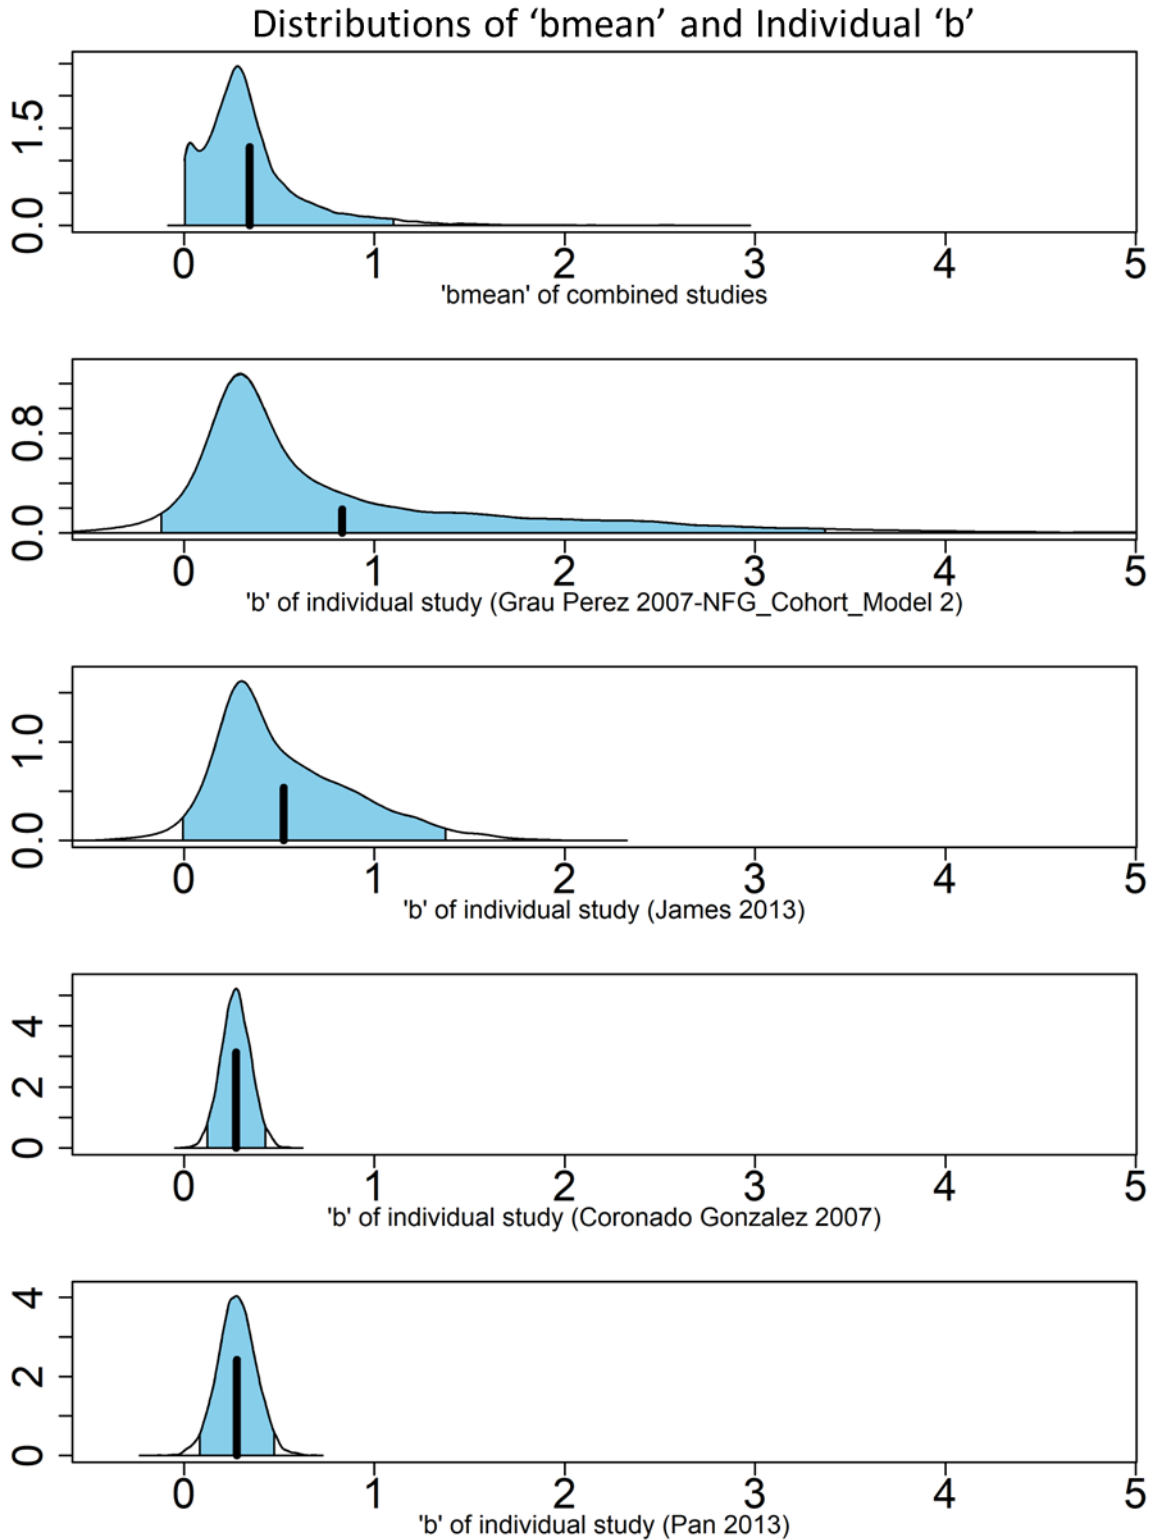 Distributions of ‘bmean’ and Individual ‘b’
0.0 1.5
0 1 2 3 4 5
'bmean' of combined studies
0.0 0.8
0 1 2 3 4 5
'b' of individual study (Grau Perez 2007-NFG_Cohort_Model 2)
0.0 1.0
0 1 2 3 4 5
'b' of individual study (James 2013)
0 2 4
0 1 2 3 4 5
'b' of individual study (Coronado Gonzalez 2007)
0 2 4
0 1 2 3 4 5
'b' of individual study (Pan 2013)